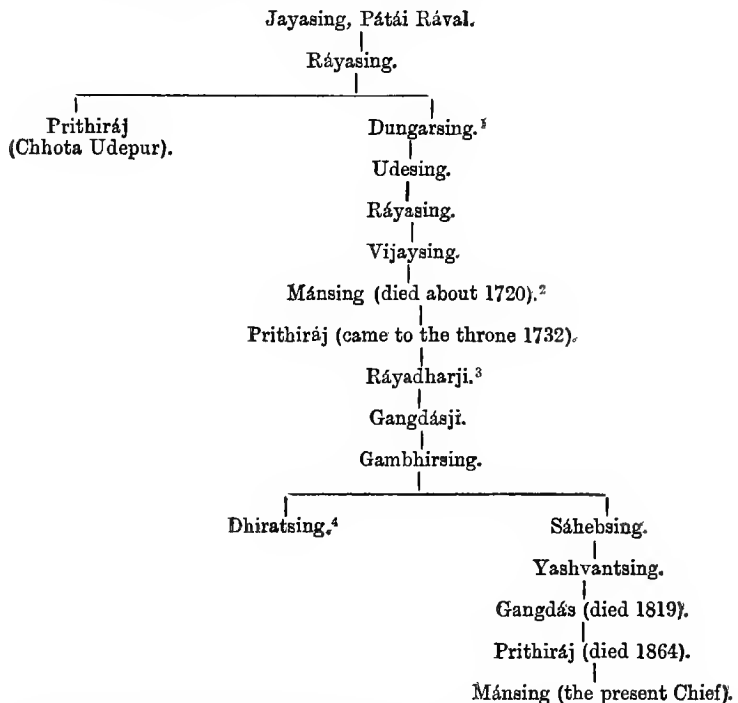 Jayasing, Pátái Rával.
Ráyasing.
Prithiráj
(Chhota Udepur).
Dungarsing.¹
Udesing.
Ráyasing.
Vijaysing.
Mánsing (died about 1720).²
Prithiráj (came to the throne 1732).
Ráyadharji.³
Gangdásji.
Gambhirsing.
Dhiratsing.⁴ Sáhebsing.
Yashvantsing.
Gangdás (died 1819).
Prithiráj (died 1864).
Mánsing (the present Chief).